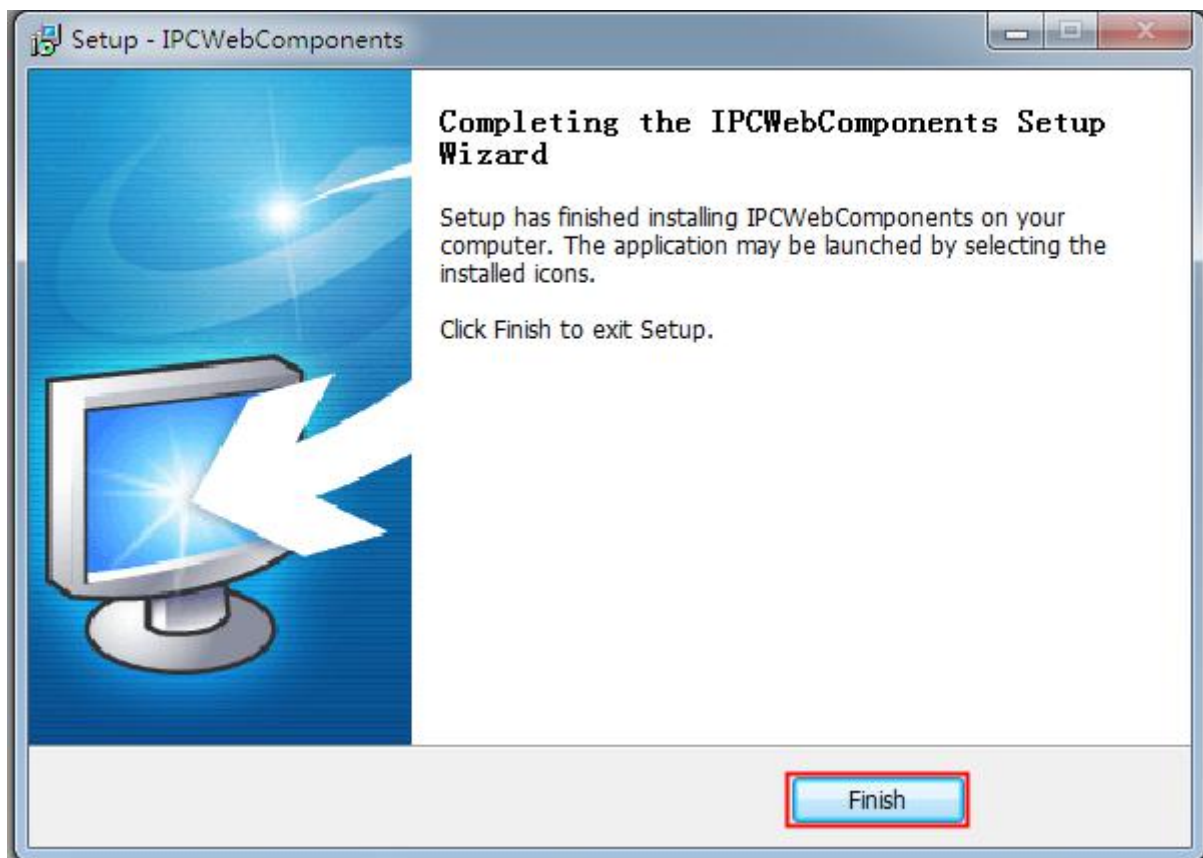 Setup - IPCWebComponents
Completing the IPCWebComponents Setup
Wizard
Setup has finished installing IPCWebComponents on your
computer. The application may be launched by selecting the
installed icons.
Click Finish to exit Setup.
Finish